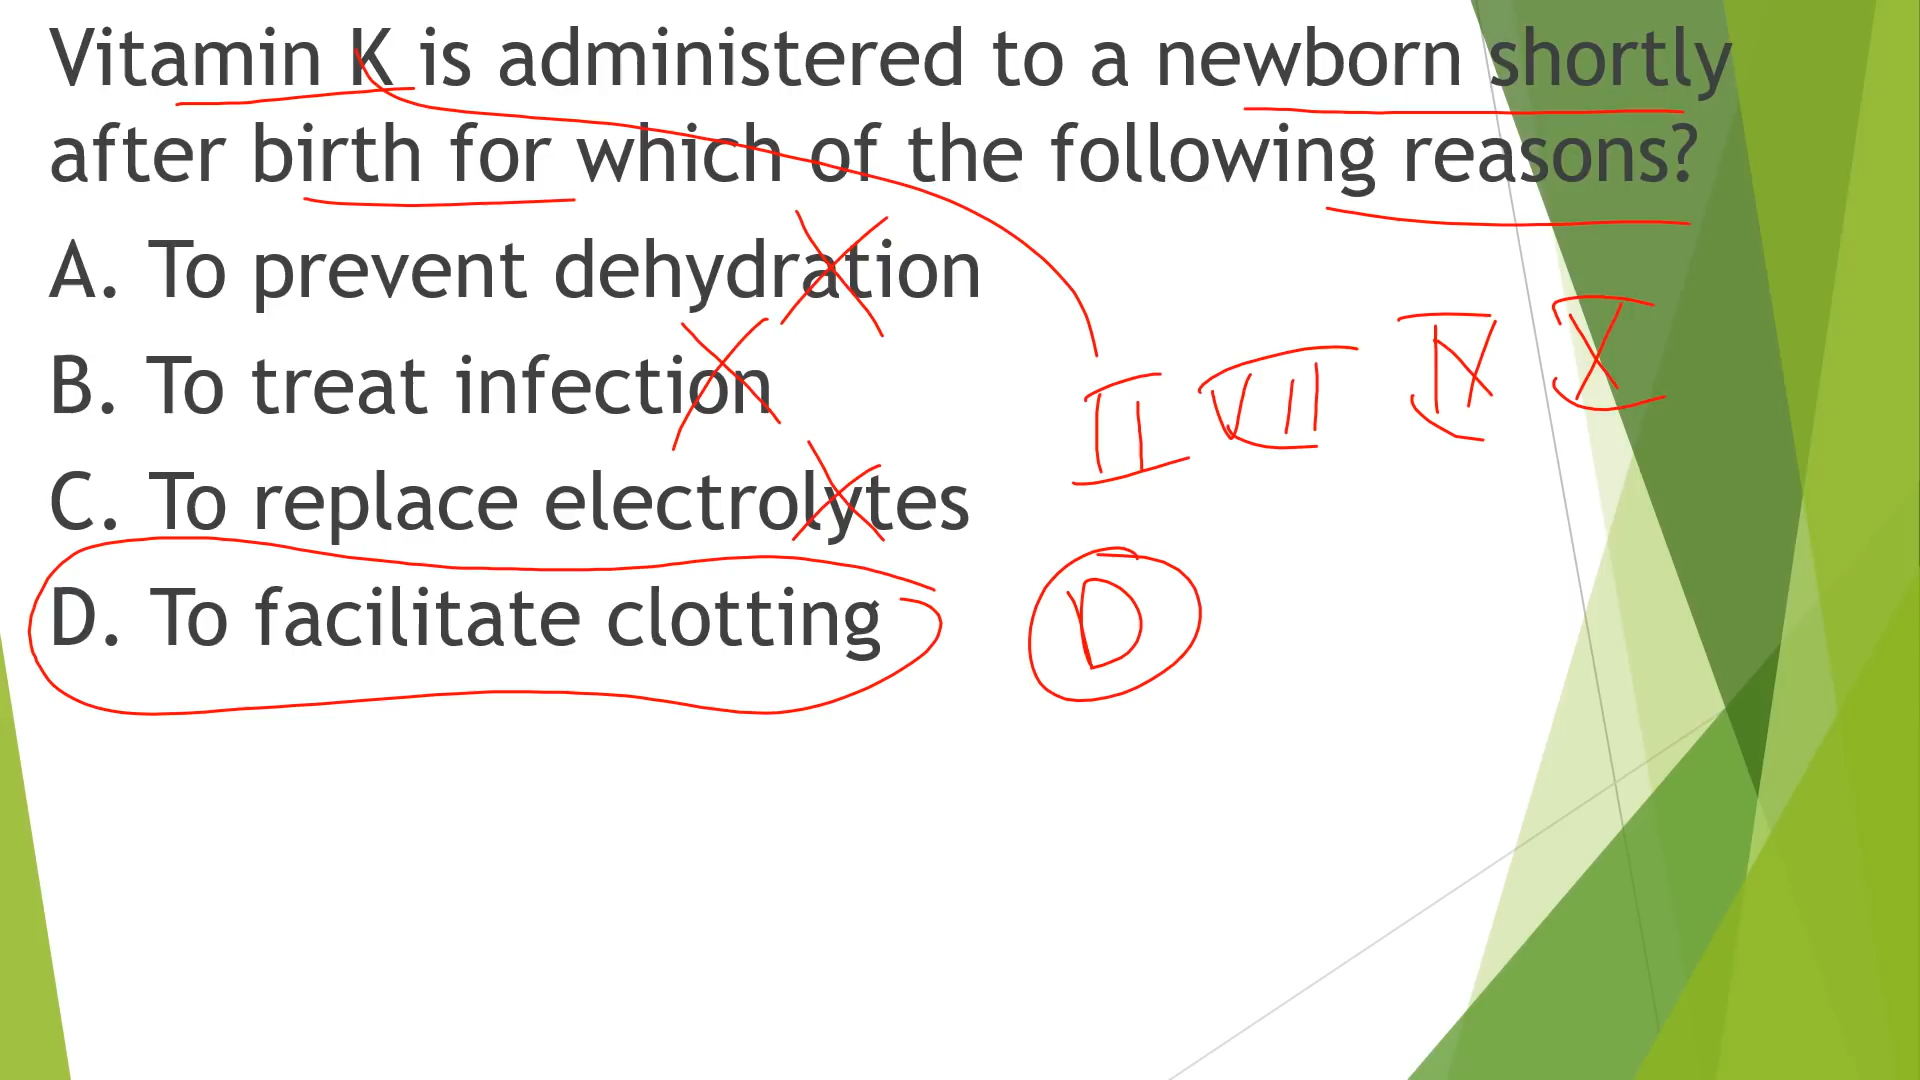 Vitamin K is administered to a newborn shortly
after birth for which of the following reasons?
A. To prevent dehydration
B. To treat infection
II VII IX X
C. To replace electrolytes
D. To facilitate clotting
D